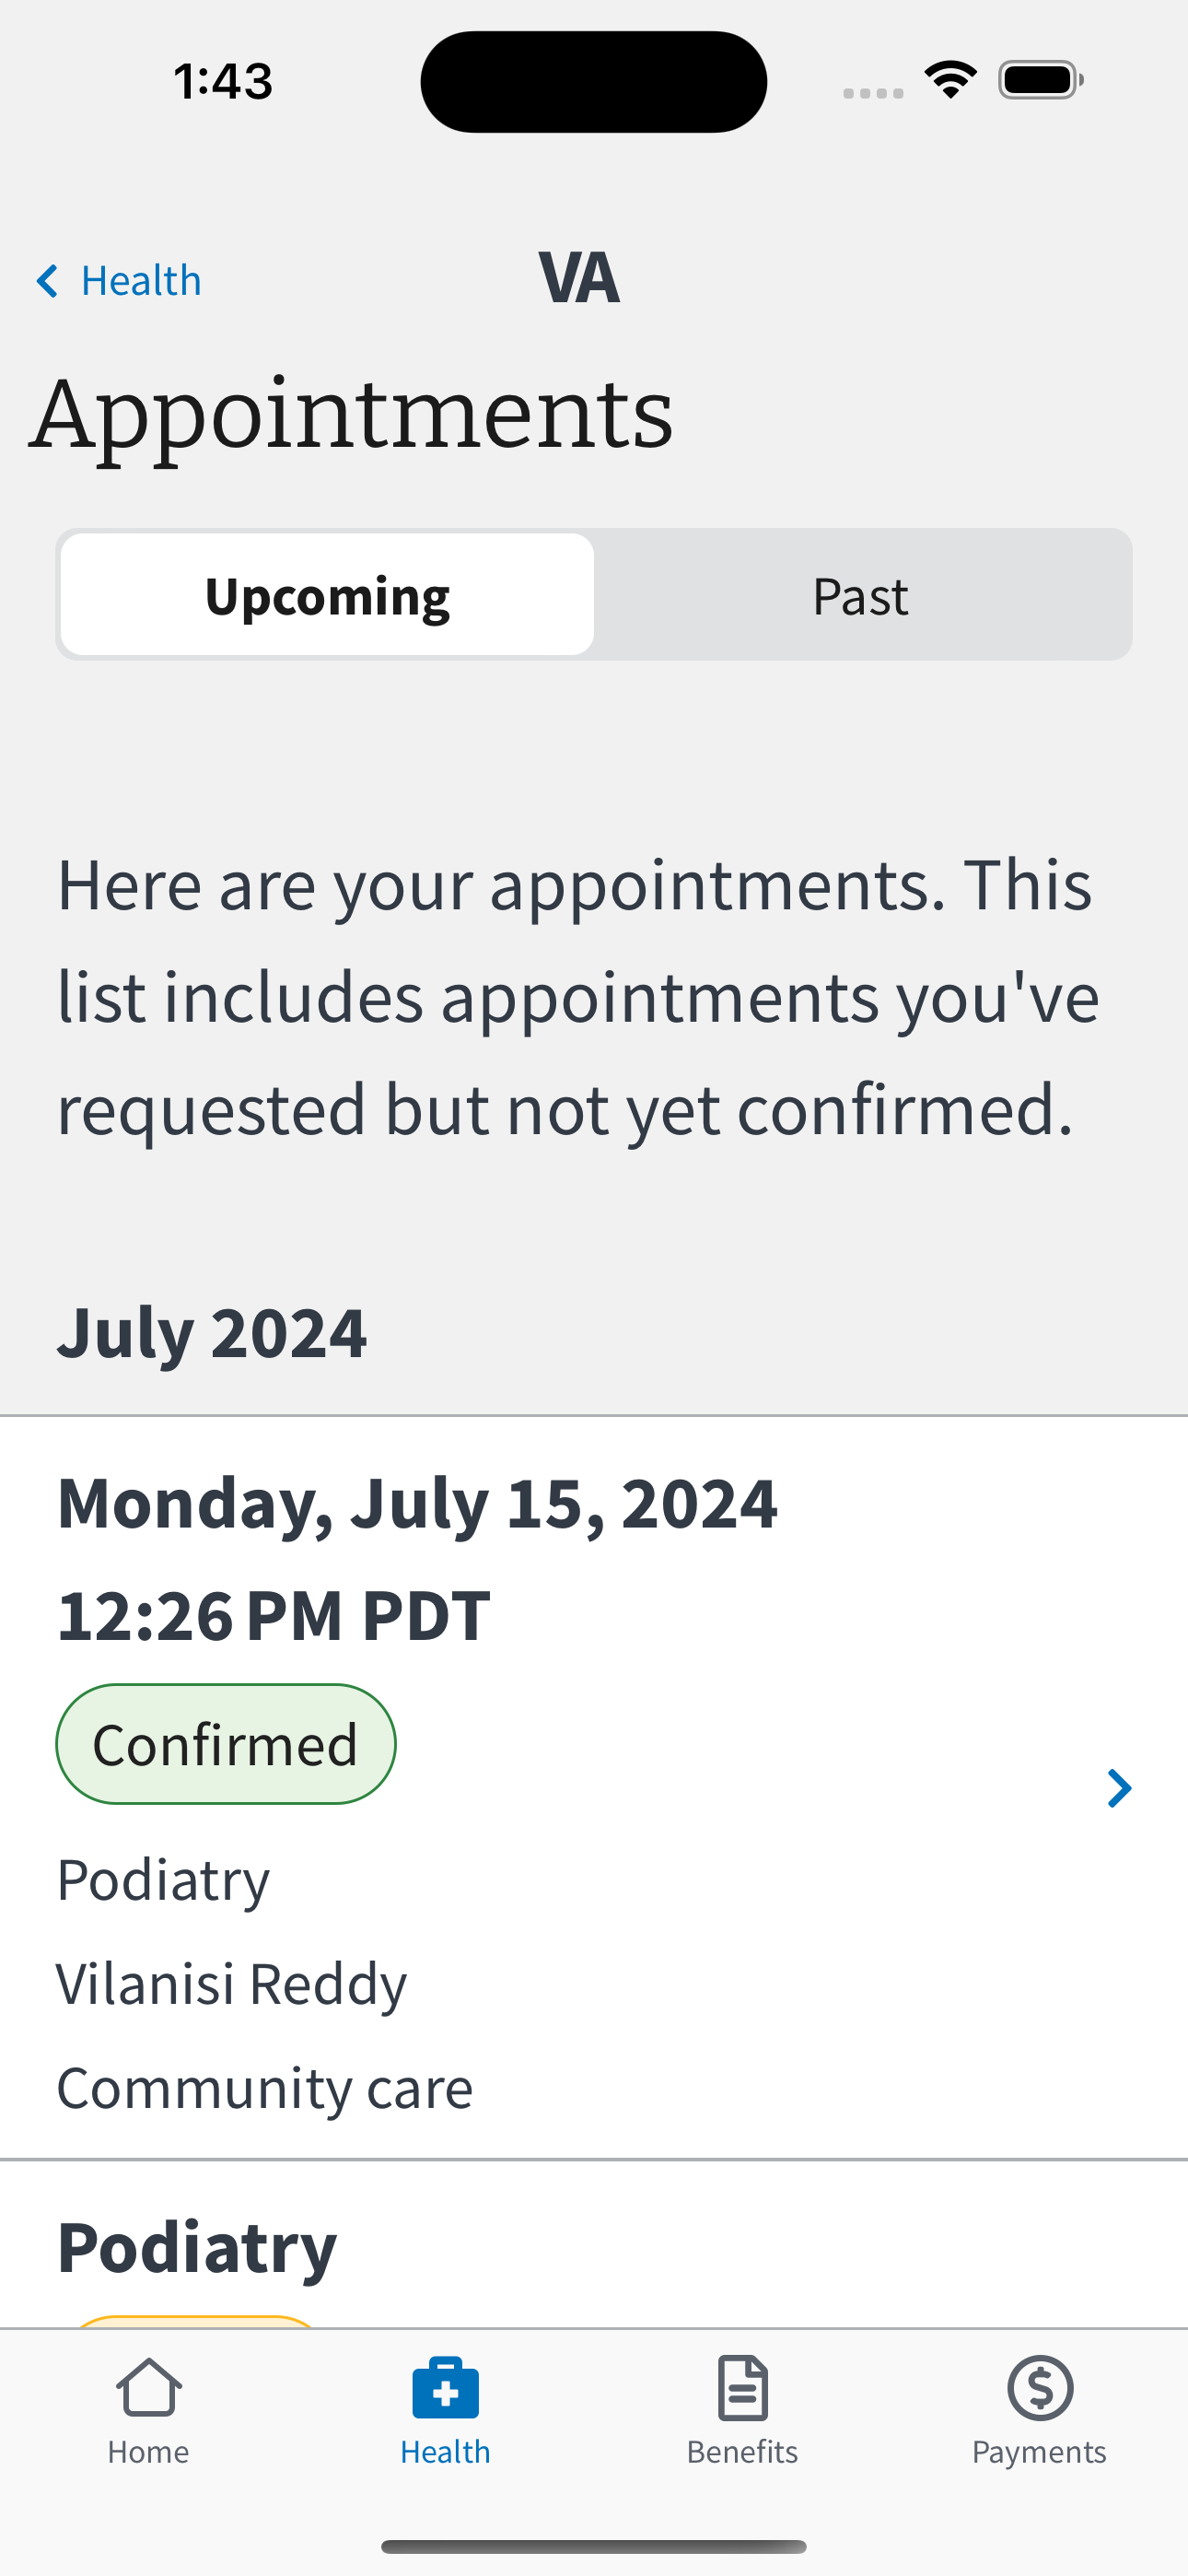 1:43
Health
VA
Appointments
Upcoming
Past
Here are your appointments. This
list includes appointments you've
requested but not yet confirmed.
July 2024
Monday, July 15, 2024
12:26 PM PDT
Confirmed
Podiatry
Vilanisi Reddy
Community care
Podiatry
Home
Health
Benefits
Payments